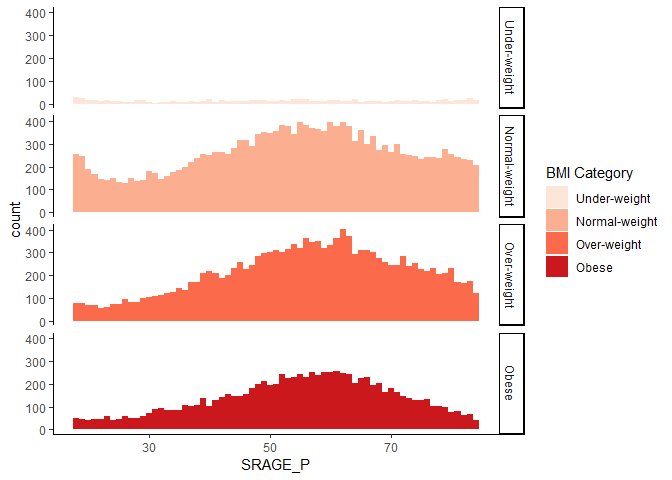 400
300
200
100
0
Under-weight
400
300
200
100
0
Normal-weight
400
300
200
100
0
Over-weight
400
300
200
100
0
Obese
count
30
50
70
SRAGE_P
BMI Category
Under-weight
Normal-weight
Over-weight
Obese